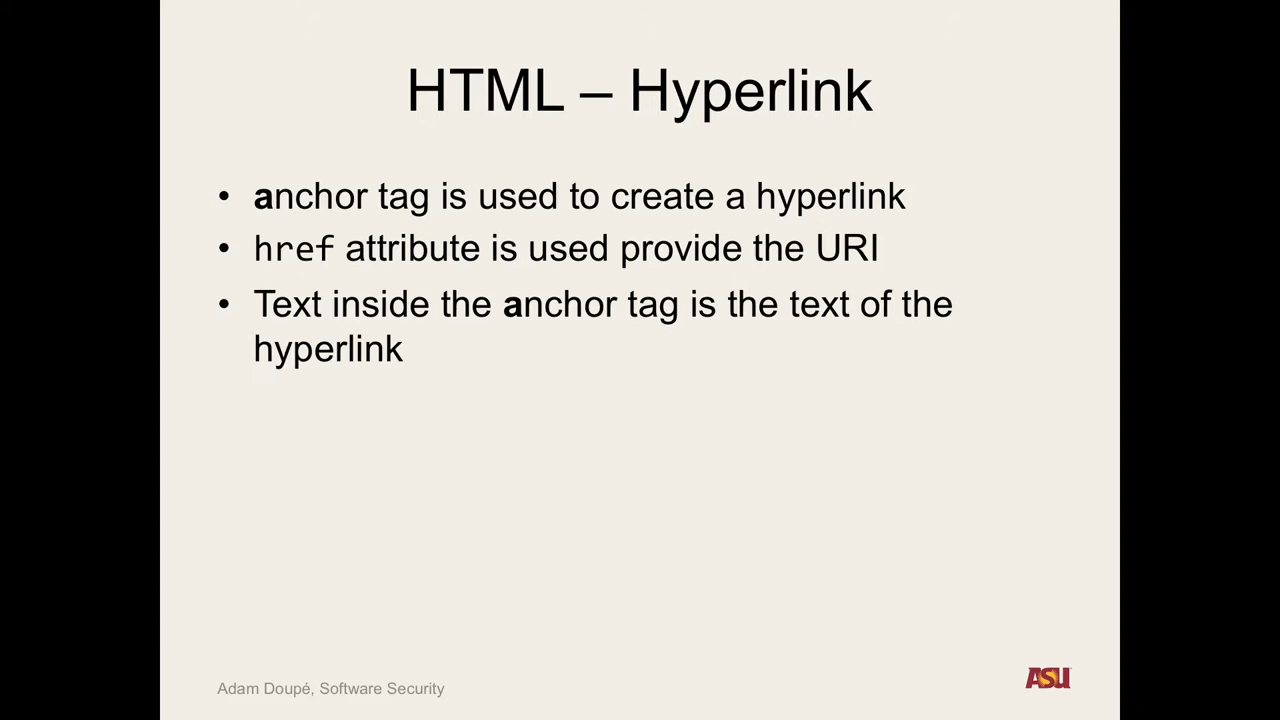 HTML – Hyperlink
• anchor tag is used to create a hyperlink
• href attribute is used provide the URI
• Text inside the anchor tag is the text of the
hyperlink
Adam Doupé, Software Security
ASU